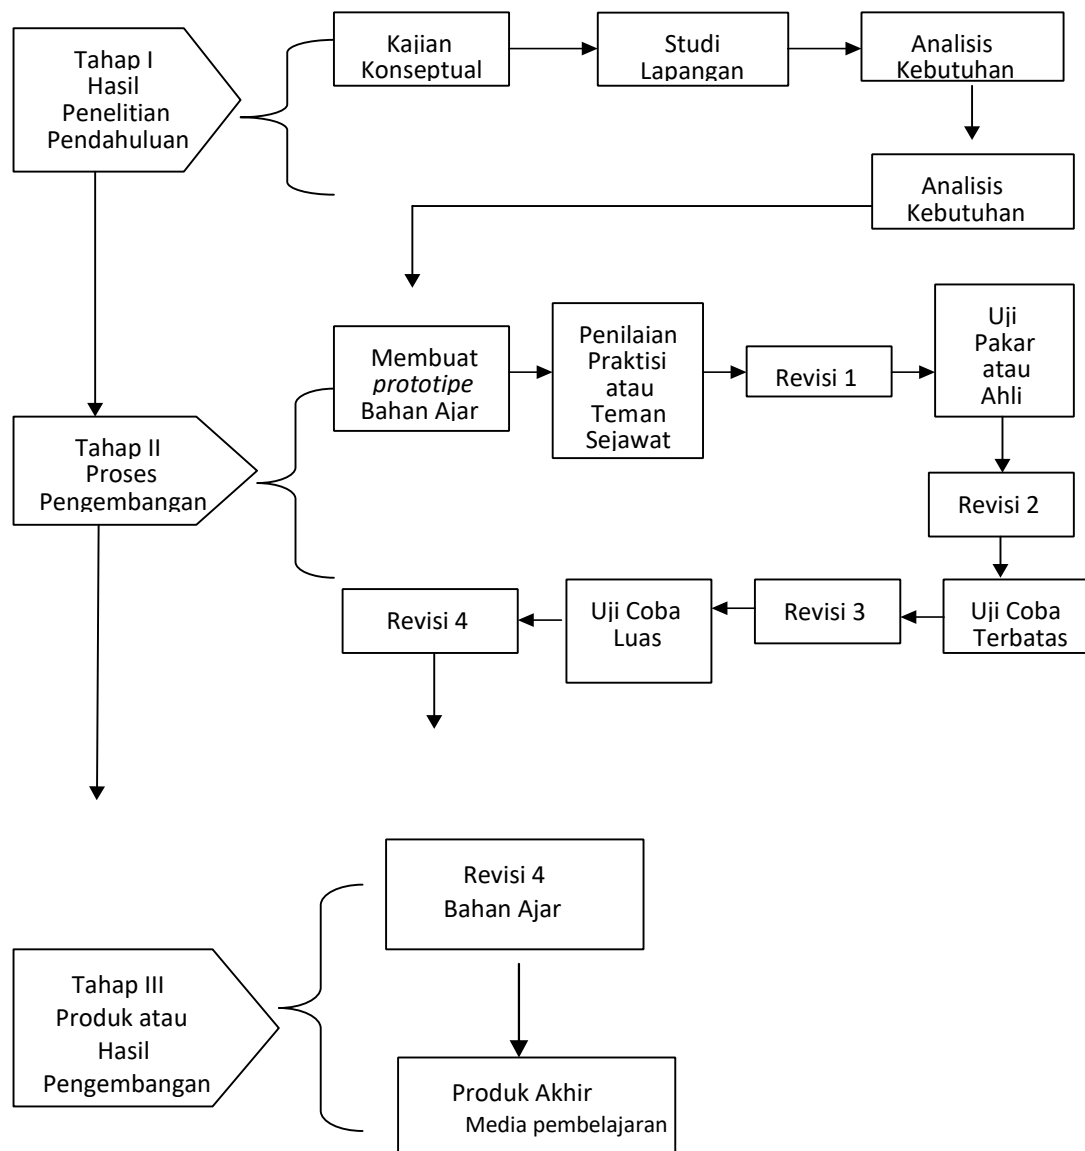 Tahap I
Hasil
Penelitian
Pendahuluan
Kajian
Konseptual
Studi
Lapangan
Analisis
Kebutuhan
Analisis
Kebutuhan
Tahap II
Proses
Pengembangan
Membuat
prototipe
Bahan Ajar
Penilaian
Praktisi
atau
Teman
Sejawat
Revisi 1
Uji
Pakar
atau
Ahli
Revisi 2
Uji Coba
Terbatas
Revisi 3
Uji Coba
Luas
Revisi 4
Tahap III
Produk atau
Hasil
Pengembangan
Revisi 4
Bahan Ajar
Produk Akhir
Media pembelajaran